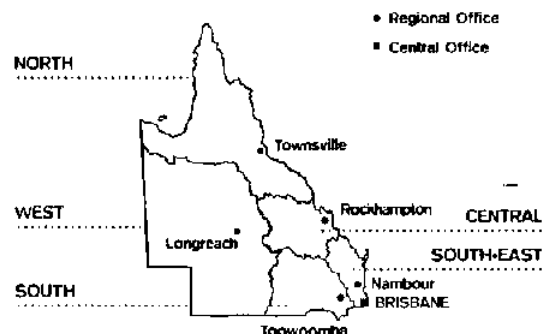 • Regional Office
■ Central Office
NORTH
Townsville
WEST
Rockhampton
CENTRAL
Longreach
SOUTH-EAST
SOUTH
Nambour
BRISBANE
Toowoomba